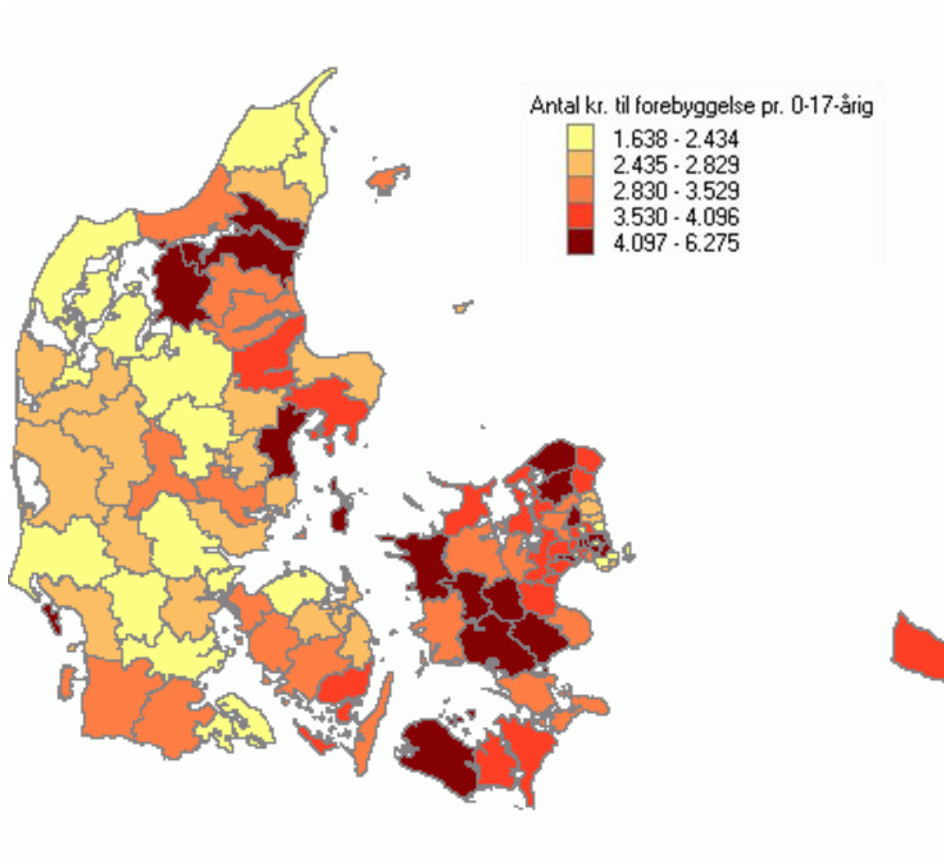 Antal kr. til forebyggelse pr. 0-17-årig
1.638 - 2.434
2.435 - 2.829
2.830 - 3.529
3.530 - 4.096
4.097 - 6.275